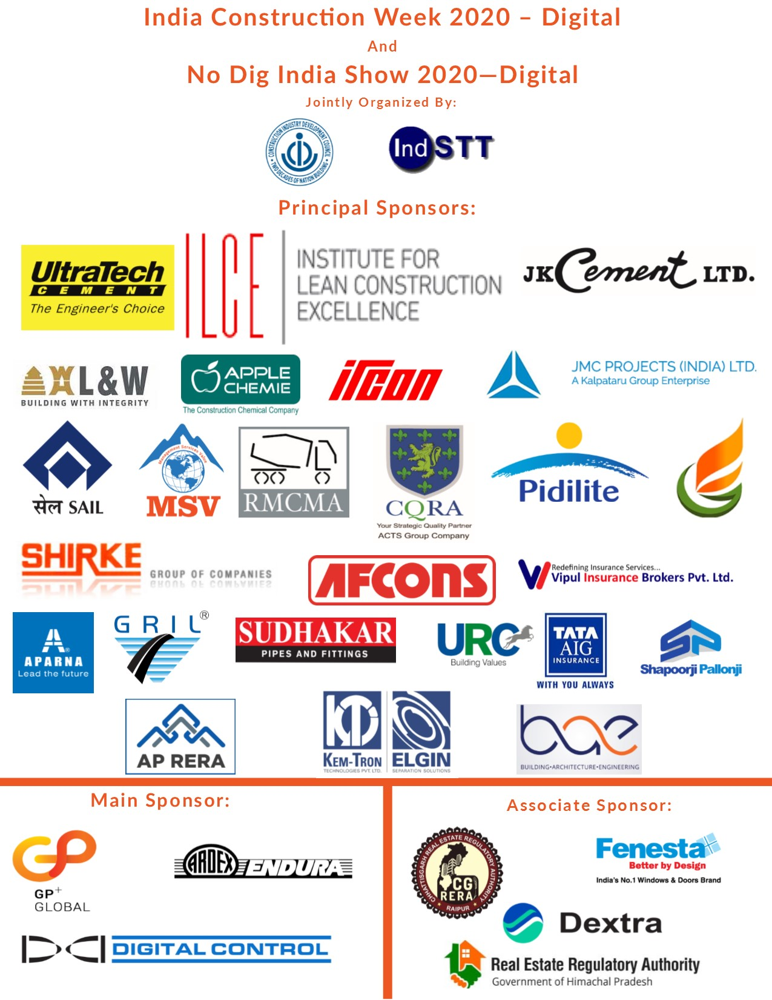 India Construction Week 2020 – Digital
And
No Dig India Show 2020—Digital
Jointly Organized By:
CONSTRUCTION INDUSTRY DEVELOPMENT COUNCIL
• TWO DECADES OF NATION BUILDING •
IndSTT
Principal Sponsors:
UltraTech
CEMENT
The Engineer's Choice
ILCE
INSTITUTE FOR
LEAN CONSTRUCTION
EXCELLENCE
JK Cement LTD.
L&W
BUILDING WITH INTEGRITY
APPLE
CHEMIE
The Construction Chemical Company
ircon
JMC PROJECTS (INDIA) LTD.
A Kalpataru Group Enterprise
सेल SAIL
Management Services Value
MSV
RMCMA
CQRA
Your Strategic Quality Partner
ACTS Group Company
Pidilite
SHIRKE
GROUP OF COMPANIES
AFCONS
Redefining Insurance Services...
Vipul Insurance Brokers Pvt. Ltd.
APARNA
Lead the future
GRIL®
SUDHAKAR
PIPES AND FITTINGS
URC
Building Values
TATA
AIG
INSURANCE
WITH YOU ALWAYS
SP
Shapoorji Pallonji
AP RERA
KEM-TRON
TECHNOLOGIES PVT. LTD.
ELGIN
SEPARATION SOLUTIONS
bae
BUILDING•ARCHITECTURE•ENGINEERING
Main Sponsor:
GP+
GLOBAL
ARDEX ENDURA
DCI DIGITAL CONTROL
Associate Sponsor:
CHHATTISGARH REAL ESTATE REGULATORY AUTHORITY
CG
RERA
RAIPUR
Fenesta
Better by Design
India's No.1 Windows & Doors Brand
Dextra
Real Estate Regulatory Authority
Government of Himachal Pradesh